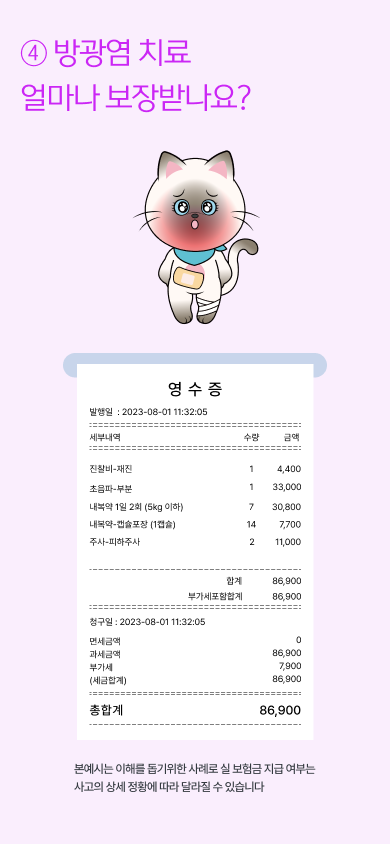 ④ 방광염 치료
얼마나 보장받나요?
영 수 증
발행일 : 2023-08-01 11:32:05
세부내역 수량 금액
진찰비-재진 1 4,400
초음파-부분 1 33,000
내복약 1일 2회 (5kg 이하) 7 30,800
내복약-캡슐포장 (1캡슐) 14 7,700
주사-피하주사 2 11,000
합계 86,900
부가세포함합계 86,900
청구일 : 2023-08-01 11:32:05
면세금액 0
과세금액 86,900
부가세 7,900
(세금합계) 86,900
총합계 86,900
본예시는 이해를 돕기위한 사례로 실 보험금 지급 여부는
사고의 상세 정황에 따라 달라질 수 있습니다